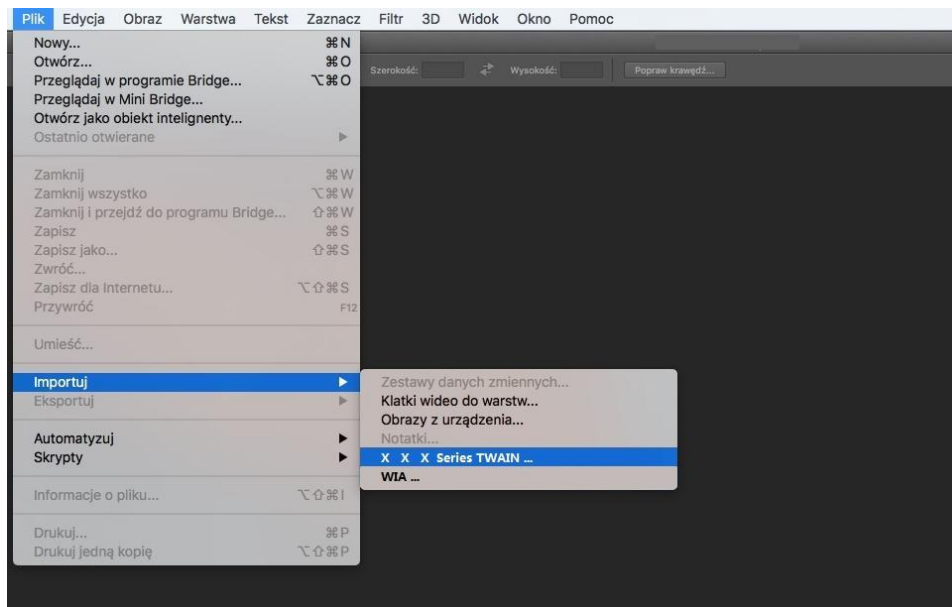 Plik Edycja Obraz Warstwa Tekst Zaznacz Filtr 3D Widok Okno Pomoc
Szerokość: Wysokość: Popraw krawędź...
Nowy... ⌘N
Otwórz... ⌘O
Przeglądaj w programie Bridge... ⌥⌘O
Przeglądaj w Mini Bridge...
Otwórz jako obiekt inteligenty...
Ostatnio otwierane ▶
Zamknij ⌘W
Zamknij wszystko ⌥⌘W
Zamknij i przejdź do programu Bridge... ⇧⌘W
Zapisz ⌘S
Zapisz jako... ⇧⌘S
Zwróć...
Zapisz dla Internetu... ⌥⇧⌘S
Przywróć F12
Umieść...
Importuj ▶
Eksportuj ▶
Automatyzuj ▶
Skrypty ▶
Informacje o pliku... ⌥⇧⌘I
Drukuj... ⌘P
Drukuj jedną kopię ⌥⇧⌘P
Zestawy danych zmiennych...
Klatki wideo do warstw...
Obrazy z urządzenia...
Notatki...
X X X Series TWAIN ...
WIA ...